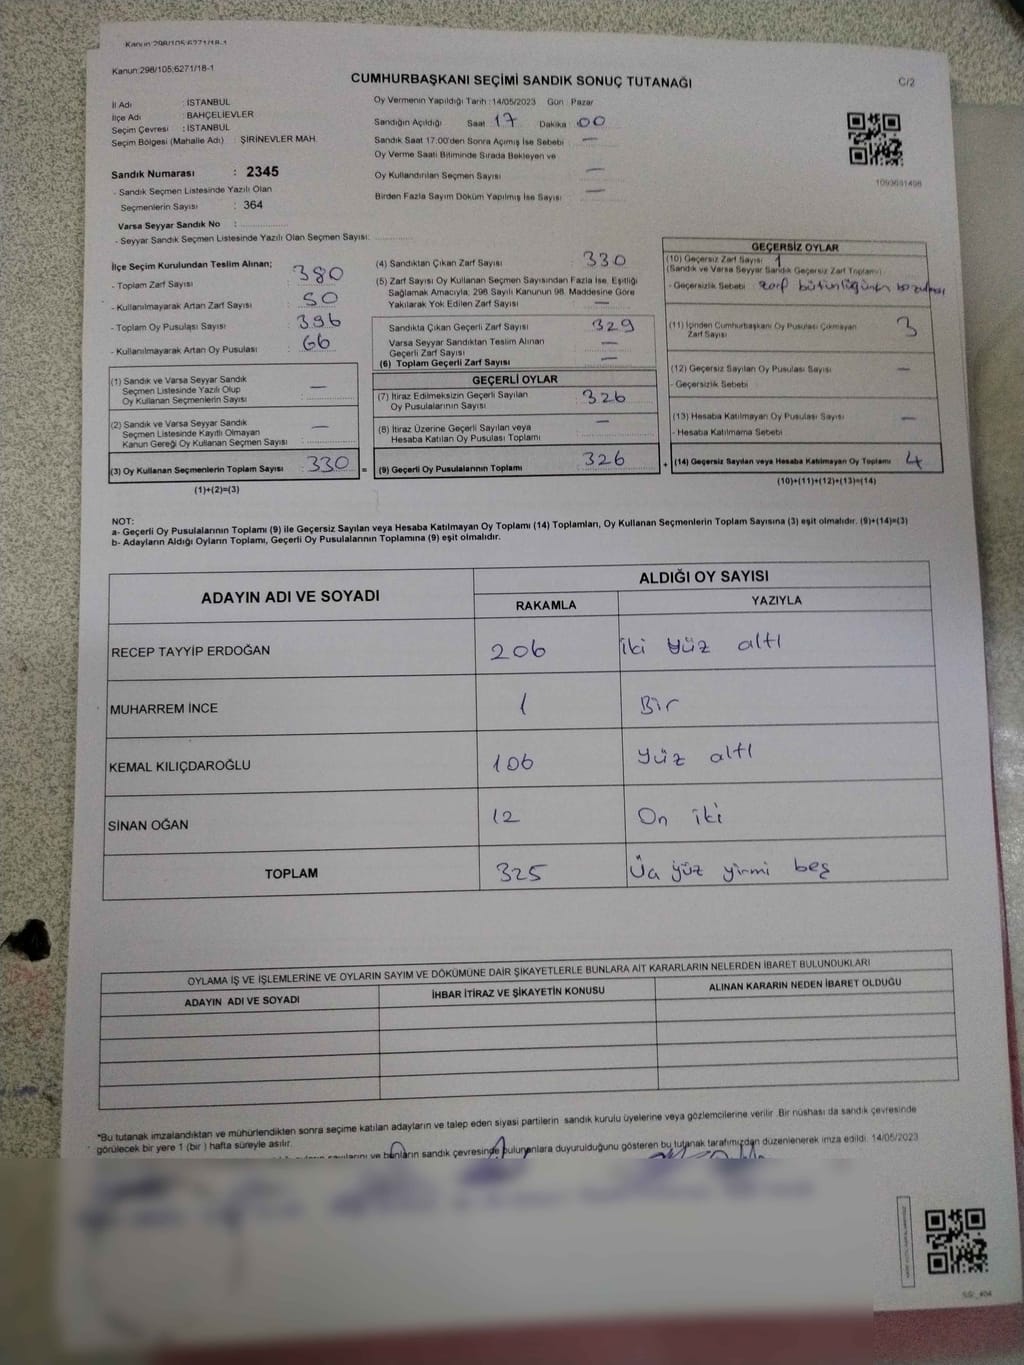 Kanun:298/105;6271/18-1
Kanun:298/105;6271/18-1
CUMHURBAŞKANI SEÇİMİ SANDIK SONUÇ TUTANAĞI
C/2
İl Adı : İSTANBUL
İlçe Adı : BAHÇELİEVLER
Seçim Çevresi : İSTANBUL
Seçim Bölgesi (Mahalle Adı) : ŞİRİNEVLER MAH.
Sandık Numarası : 2345
- Sandık Seçmen Listesinde Yazılı Olan
Seçmenlerin Sayısı : 364
Varsa Seyyar Sandık No :
- Seyyar Sandık Seçmen Listesinde Yazılı Olan Seçmen Sayısı:
Oy Vermenin Yapıldığı Tarih :14/05/2023 Gün : Pazar
Sandığın Açıldığı Saat 17 Dakika :00
Sandık Saat 17:00'den Sonra Açımış İse Sebebi —
Oy Verme Saati Bitiminde Sırada Bekleyen ve
Oy Kullandırılan Seçmen Sayısı —
Birden Fazla Sayım Döküm Yapılmış İse Sayısı —
1093691498
İlçe Seçim Kurulundan Teslim Alınan;
- Toplam Zarf Sayısı : 380
- Kullanılmayarak Artan Zarf Sayısı : 50
- Toplam Oy Pusulası Sayısı : 396
- Kullanılmayarak Artan Oy Pusulası : 66
(1) Sandık ve Varsa Seyyar Sandık
Seçmen Listesinde Yazılı Olup
Oy Kullanan Seçmenlerin Sayısı : —
(2) Sandık ve Varsa Seyyar Sandık
Seçmen Listesinde Kayıtlı Olmayan
Kanun Gereği Oy Kullanan Seçmen Sayısı : —
(3) Oy Kullanan Seçmenlerin Toplam Sayısı : 330
(1)+(2)=(3)
(4) Sandıktan Çıkan Zarf Sayısı : 330
(5) Zarf Sayısı Oy Kullanan Seçmen Sayısından Fazla İse, Eşitliği
Sağlamak Amacıyla, 298 Sayılı Kanunun 98. Maddesine Göre
Yakılarak Yok Edilen Zarf Sayısı : —
Sandıkta Çıkan Geçerli Zarf Sayısı : 329
Varsa Seyyar Sandıktan Teslim Alınan
Geçerli Zarf Sayısı : —
(6) Toplam Geçerli Zarf Sayısı : —
GEÇERLİ OYLAR
(7) İtiraz Edilmeksizin Geçerli Sayılan
Oy Pusulalarının Sayısı : 326
(8) İtiraz Üzerine Geçerli Sayılan veya
Hesaba Katılan Oy Pusulası Toplamı : —
= (9) Geçerli Oy Pusulalarının Toplamı : 326
GEÇERSİZ OYLAR
(10) Geçersiz Zarf Sayısı : 1
(Sandık ve Varsa Seyyar Sandık Geçersiz Zarf Toplamı)
- Geçersizlik Sebebi : zarf bütünlüğünün bozulması
(11) İçinden Cumhurbaşkanı Oy Pusulası Çıkmayan
Zarf Sayısı : 3
(12) Geçersiz Sayılan Oy Pusulası Sayısı : —
- Geçersizlik Sebebi :
(13) Hesaba Katılmayan Oy Pusulası Sayısı : —
- Hesaba Katılmama Sebebi :
+ (14) Geçersiz Sayılan veya Hesaba Katılmayan Oy Toplamı : 4
(10)+(11)+(12)+(13)=(14)
NOT:
a- Geçerli Oy Pusulalarının Toplamı (9) ile Geçersiz Sayılan veya Hesaba Katılmayan Oy Toplamı (14) Toplamları, Oy Kullanan Seçmenlerin Toplam Sayısına (3) eşit olmalıdır. (9)+(14)=(3)
b- Adayların Aldığı Oyların Toplamı, Geçerli Oy Pusulalarının Toplamına (9) eşit olmalıdır.
ADAYIN ADI VE SOYADI
ALDIĞI OY SAYISI
RAKAMLA YAZIYLA
RECEP TAYYİP ERDOĞAN 206 iki yüz altı
MUHARREM İNCE 1 Bir
KEMAL KILIÇDAROĞLU 106 yüz altı
SİNAN OĞAN 12 On iki
TOPLAM 325 Üç yüz yirmi beş
OYLAMA İŞ VE İŞLEMLERİNE VE OYLARIN SAYIM VE DÖKÜMÜNE DAİR ŞİKAYETLERLE BUNLARA AİT KARARLARIN NELERDEN İBARET BULUNDUKLARI
ADAYIN ADI VE SOYADI İHBAR İTİRAZ VE ŞİKAYETİN KONUSU ALINAN KARARIN NEDEN İBARET OLDUĞU
*Bu tutanak imzalandıktan ve mühürlendikten sonra seçime katılan adayların ve talep eden siyasi partilerin sandık kurulu üyelerine veya gözlemcilerine verilir. Bir nüshası da sandık çevresinde
görülecek bir yere 1 (bir ) hafta süreyle asılır.
ve bunların sandık çevresinde bulunanlara duyurulduğunu gösteren bu tutanak tarafımızdan düzenlenerek imza edildi. 14/05/2023